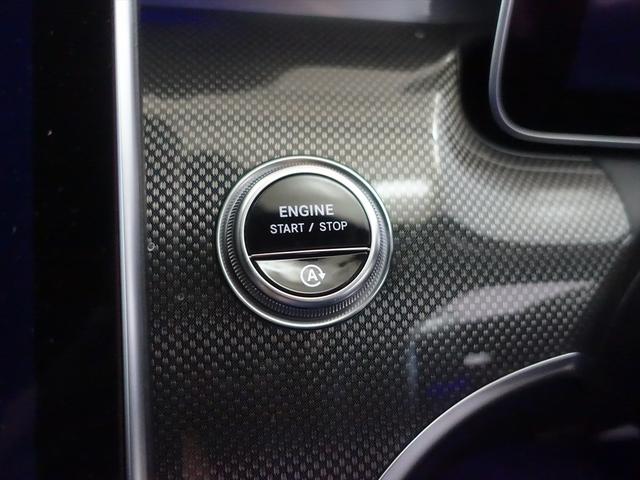 ENGINE
START / STOP
A